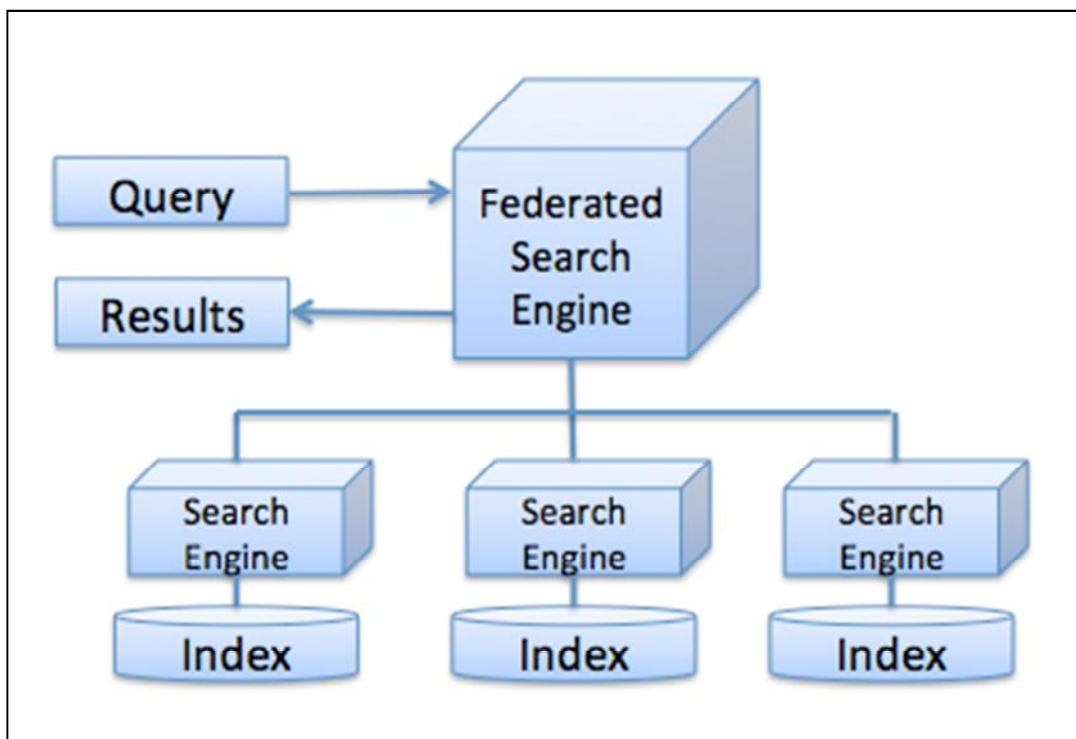 Query
Federated
Search
Engine
Results
Search
Engine
Search
Engine
Search
Engine
Index
Index
Index